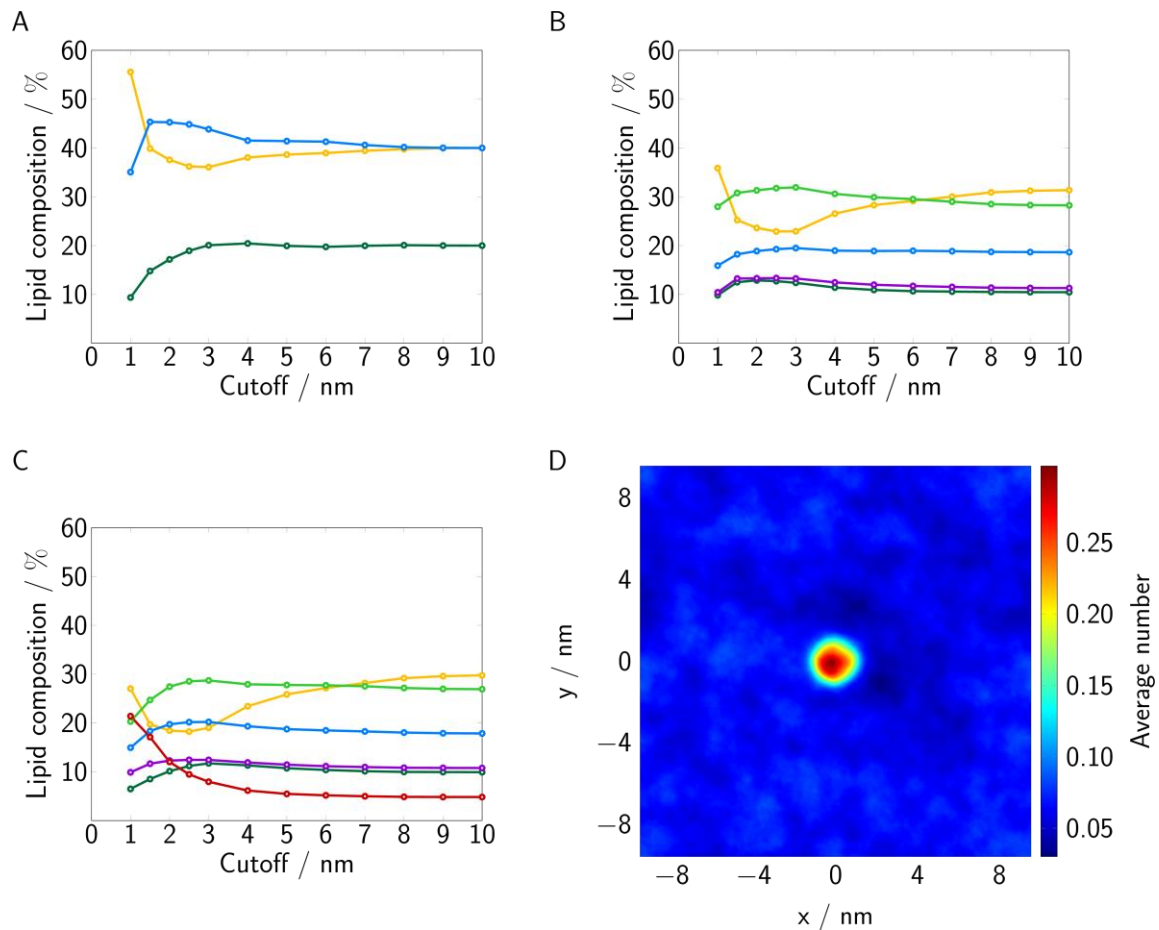 A
Lipid composition / %
60
50
40
30
20
10
0 1 2 3 4 5 6 7 8 9 10
Cutoff / nm
B
Lipid composition / %
60
50
40
30
20
10
0 1 2 3 4 5 6 7 8 9 10
Cutoff / nm
C
Lipid composition / %
60
50
40
30
20
10
0 1 2 3 4 5 6 7 8 9 10
Cutoff / nm
D
y / nm
8
4
0
−4
−8
−8 −4 0 4 8
x / nm
0.25
0.20
0.15
0.10
0.05
Average number